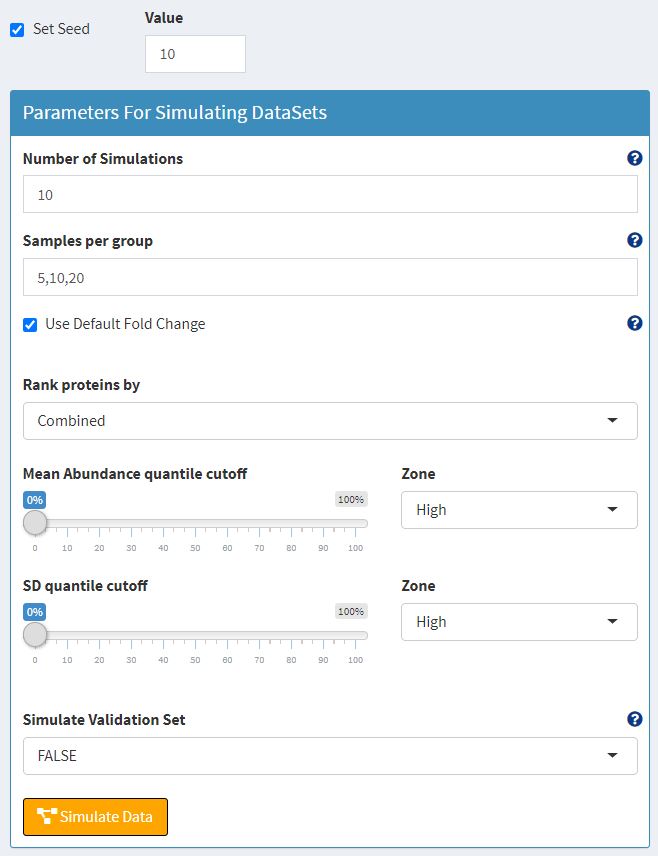 Set Seed
Value
10
Parameters For Simulating DataSets
Number of Simulations
?
10
Samples per group
?
5,10,20
Use Default Fold Change
?
Rank proteins by
Combined
Mean Abundance quantile cutoff
Zone
0%
100%
High
0 10 20 30 40 50 60 70 80 90 100
SD quantile cutoff
Zone
0%
100%
High
0 10 20 30 40 50 60 70 80 90 100
Simulate Validation Set
?
FALSE
Simulate Data